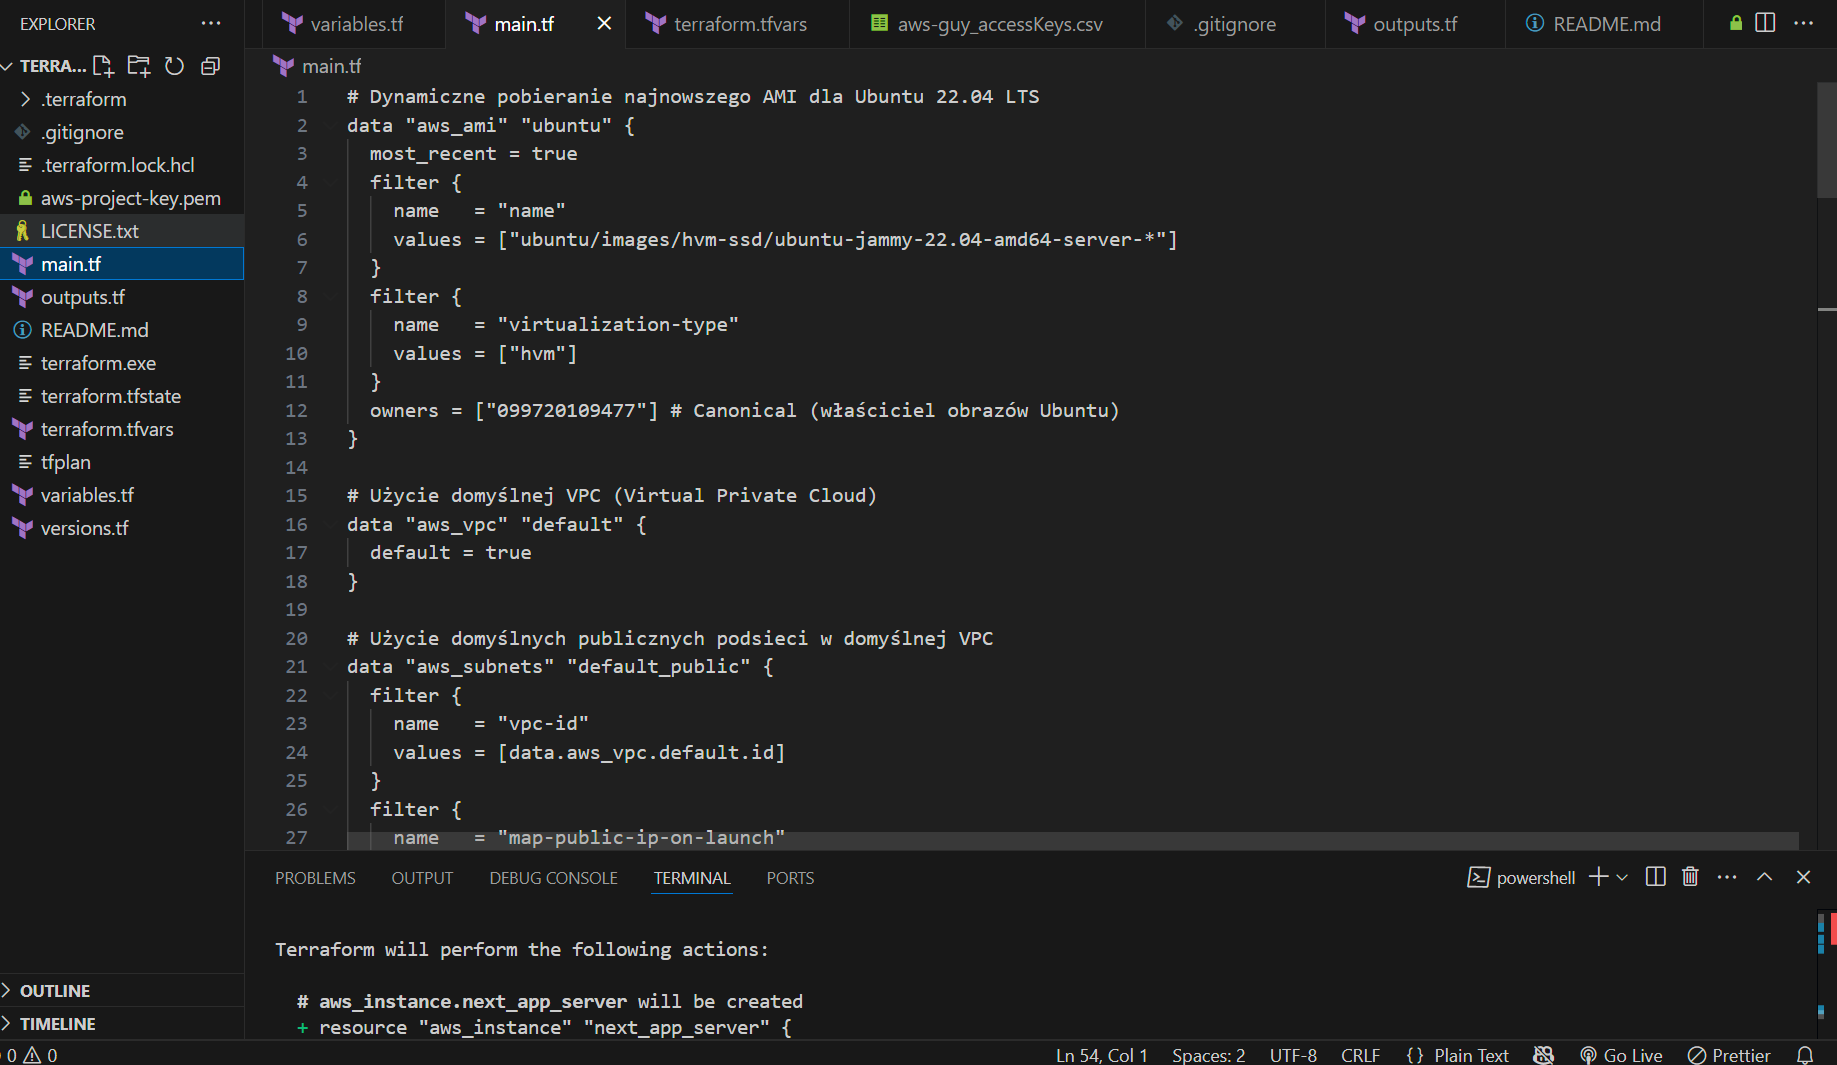 EXPLORER
TERRA...
.terraform
.gitignore
.terraform.lock.hcl
aws-project-key.pem
LICENSE.txt
main.tf
outputs.tf
README.md
terraform.exe
terraform.tfstate
terraform.tfvars
tfplan
variables.tf
versions.tf
OUTLINE
TIMELINE
variables.tf main.tf terraform.tfvars aws-guy_accessKeys.csv .gitignore outputs.tf README.md
main.tf
1 # Dynamiczne pobieranie najnowszego AMI dla Ubuntu 22.04 LTS
2 data "aws_ami" "ubuntu" {
3 most_recent = true
4 filter {
5 name = "name"
6 values = ["ubuntu/images/hvm-ssd/ubuntu-jammy-22.04-amd64-server-*"]
7 }
8 filter {
9 name = "virtualization-type"
10 values = ["hvm"]
11 }
12 owners = ["099720109477"] # Canonical (właściciel obrazów Ubuntu)
13 }
14
15 # Użycie domyślnej VPC (Virtual Private Cloud)
16 data "aws_vpc" "default" {
17 default = true
18 }
19
20 # Użycie domyślnych publicznych podsieci w domyślnej VPC
21 data "aws_subnets" "default_public" {
22 filter {
23 name = "vpc-id"
24 values = [data.aws_vpc.default.id]
25 }
26 filter {
27 name = "map-public-ip-on-launch"
PROBLEMS OUTPUT DEBUG CONSOLE TERMINAL PORTS powershell
Terraform will perform the following actions:
# aws_instance.next_app_server will be created
+ resource "aws_instance" "next_app_server" {
0 0 Ln 54, Col 1 Spaces: 2 UTF-8 CRLF {} Plain Text Go Live Prettier